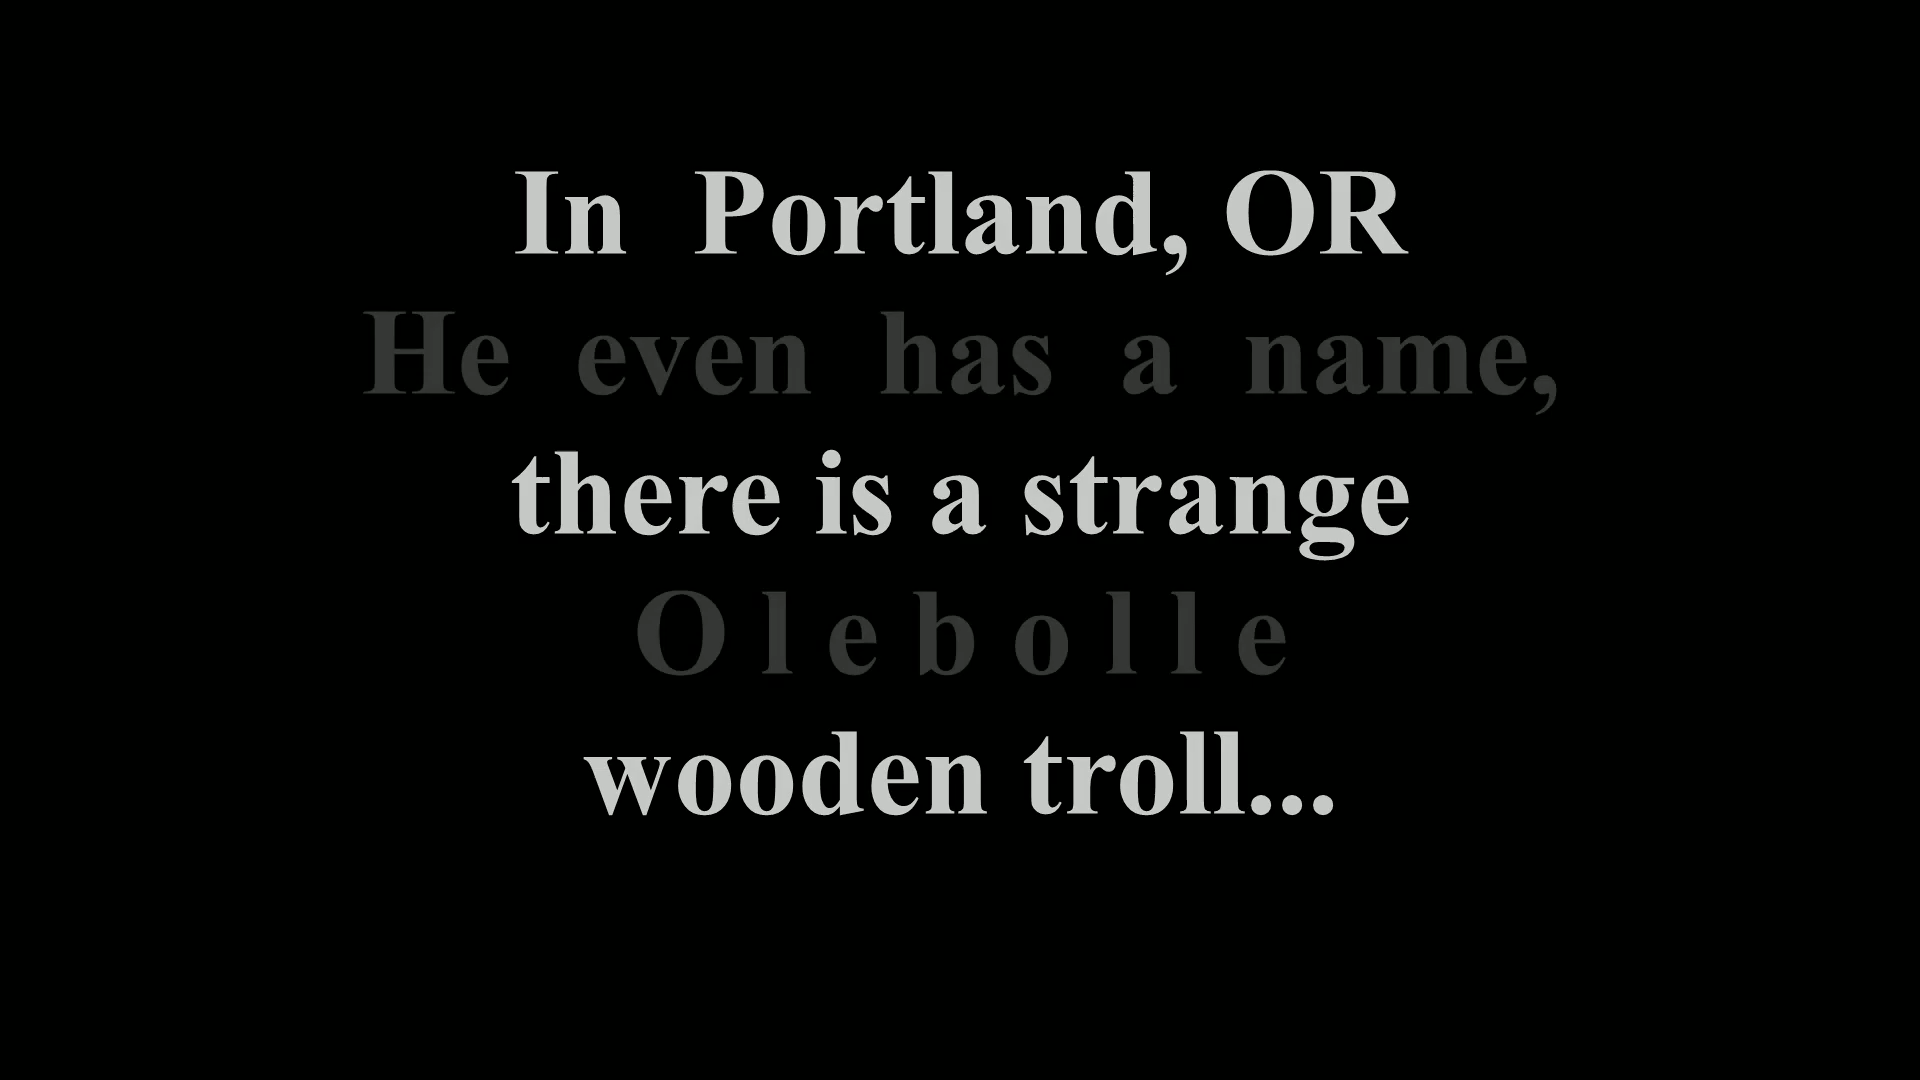 In  Portland, OR
He  even  has  a  name,
there is a strange
O l e b o l l e
wooden troll...